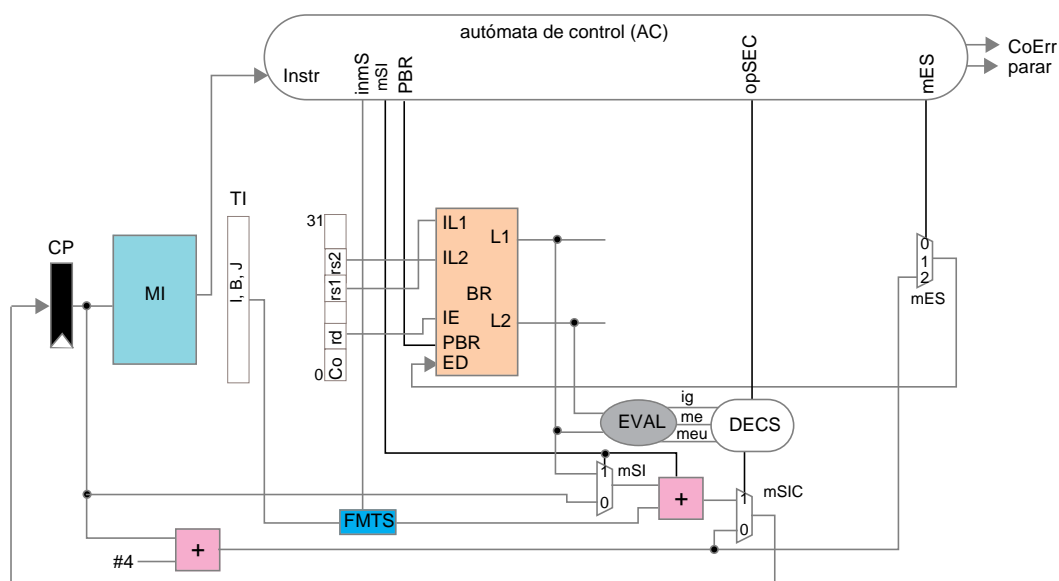 autómata de control (AC)
CoErr
parar
Instr
inmS
mSI
PBR
opSEC
mES
TI
31
CP
MI
I, B, J
rs2
rs1
rd
Co
0
IL1
IL2
BR
IE
PBR
ED
L1
L2
0
1
2
mES
EVAL
ig
me
meu
DECS
1
0
mSI
+
1
0
mSIC
FMTS
#4
+